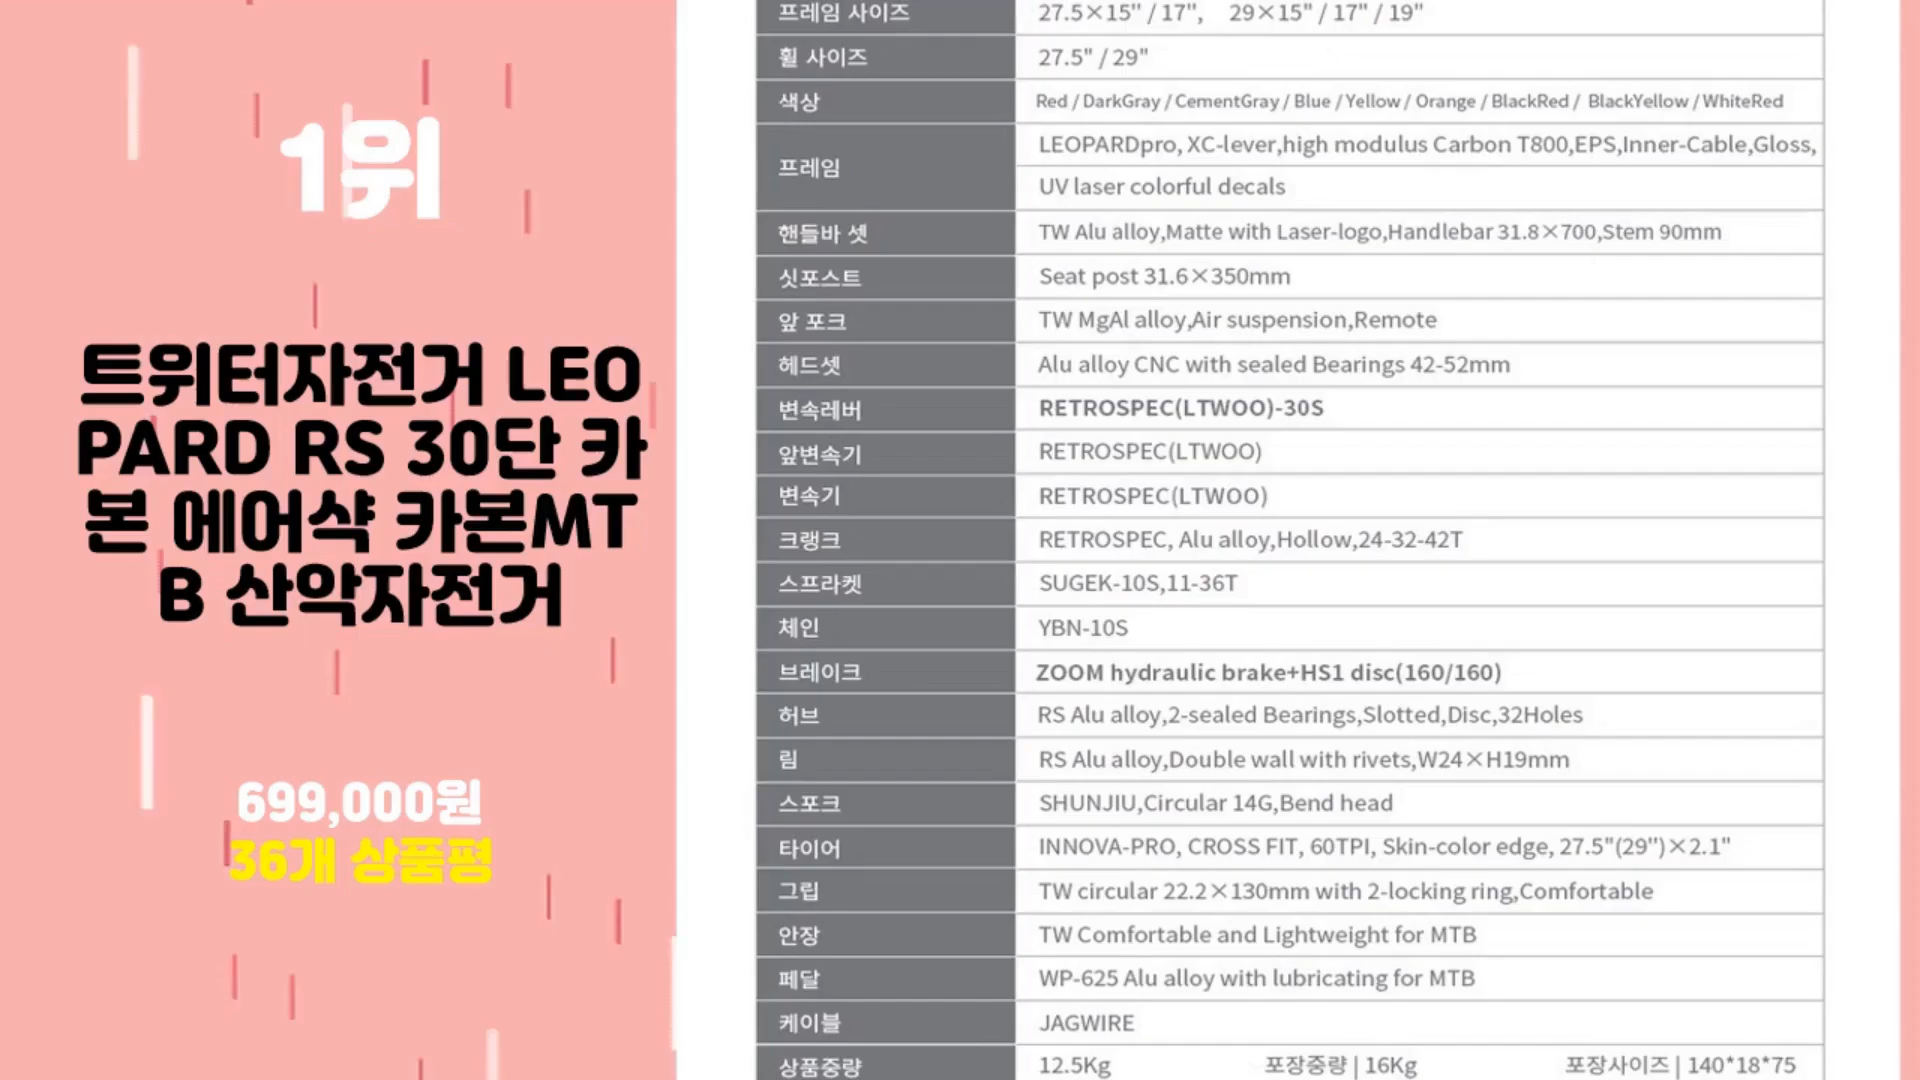 1위
트위터자전거 LEO
PARD RS 30단 카
본 에어샥 카본MT
B 산악자전거
699,000원
36개 상품평
프레임 사이즈 27.5×15" / 17", 29×15" / 17" / 19"
휠 사이즈 27.5" / 29"
색상 Red / DarkGray / CementGray / Blue / Yellow / Orange / BlackRed / BlackYellow / WhiteRed
프레임 LEOPARDpro, XC-lever,high modulus Carbon T800,EPS,Inner-Cable,Gloss,
UV laser colorful decals
핸들바 셋 TW Alu alloy,Matte with Laser-logo,Handlebar 31.8×700,Stem 90mm
싯포스트 Seat post 31.6×350mm
앞 포크 TW MgAl alloy,Air suspension,Remote
헤드셋 Alu alloy CNC with sealed Bearings 42-52mm
변속레버 RETROSPEC(LTWOO)-30S
앞변속기 RETROSPEC(LTWOO)
변속기 RETROSPEC(LTWOO)
크랭크 RETROSPEC, Alu alloy,Hollow,24-32-42T
스프라켓 SUGEK-10S,11-36T
체인 YBN-10S
브레이크 ZOOM hydraulic brake+HS1 disc(160/160)
허브 RS Alu alloy,2-sealed Bearings,Slotted,Disc,32Holes
림 RS Alu alloy,Double wall with rivets,W24×H19mm
스포크 SHUNJIU,Circular 14G,Bend head
타이어 INNOVA-PRO, CROSS FIT, 60TPI, Skin-color edge, 27.5"(29")×2.1"
그립 TW circular 22.2×130mm with 2-locking ring,Comfortable
안장 TW Comfortable and Lightweight for MTB
페달 WP-625 Alu alloy with lubricating for MTB
케이블 JAGWIRE
상품중량 12.5Kg 포장중량 | 16Kg 포장사이즈 | 140*18*75